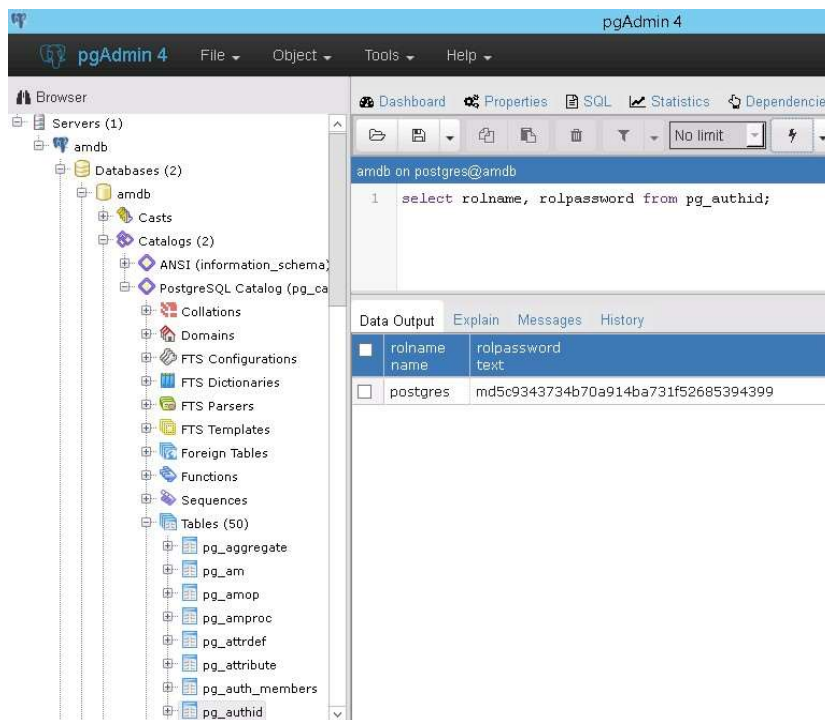 pgAdmin 4
pgAdmin 4 File Object Tools Help
Browser
Servers (1)
amdb
Databases (2)
amdb
Casts
Catalogs (2)
ANSI (information_schema)
PostgreSQL Catalog (pg_ca
Collations
Domains
FTS Configurations
FTS Dictionaries
FTS Parsers
FTS Templates
Foreign Tables
Functions
Sequences
Tables (50)
pg_aggregate
pg_am
pg_amop
pg_amproc
pg_attrdef
pg_attribute
pg_auth_members
pg_authid
Dashboard Properties SQL Statistics Dependencie
No limit
amdb on postgres@amdb
1 select rolname, rolpassword from pg_authid;
Data Output Explain Messages History
rolname rolpassword
name text
postgres md5c9343734b70a914ba731f52685394399